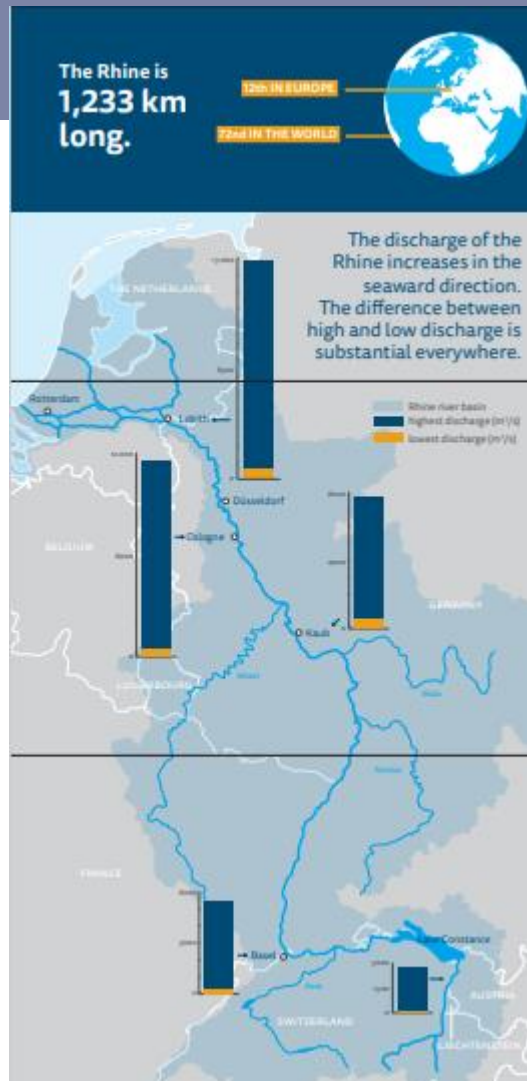 The Rhine is
1,233 km
long.
12th IN EUROPE
72nd IN THE WORLD
The discharge of the
Rhine increases in the
seaward direction.
The difference between
high and low discharge is
substantial everywhere.
THE NETHERLANDS
Rhine river basin
highest discharge (m³/s)
lowest discharge (m³/s)
Rotterdam
Lobith
Düsseldorf
Cologne
BELGIUM
GERMANY
Kaub
LUXEMBOURG
FRANCE
Basel
Lake Constance
AUSTRIA
SWITZERLAND
LIECHTENSTEIN